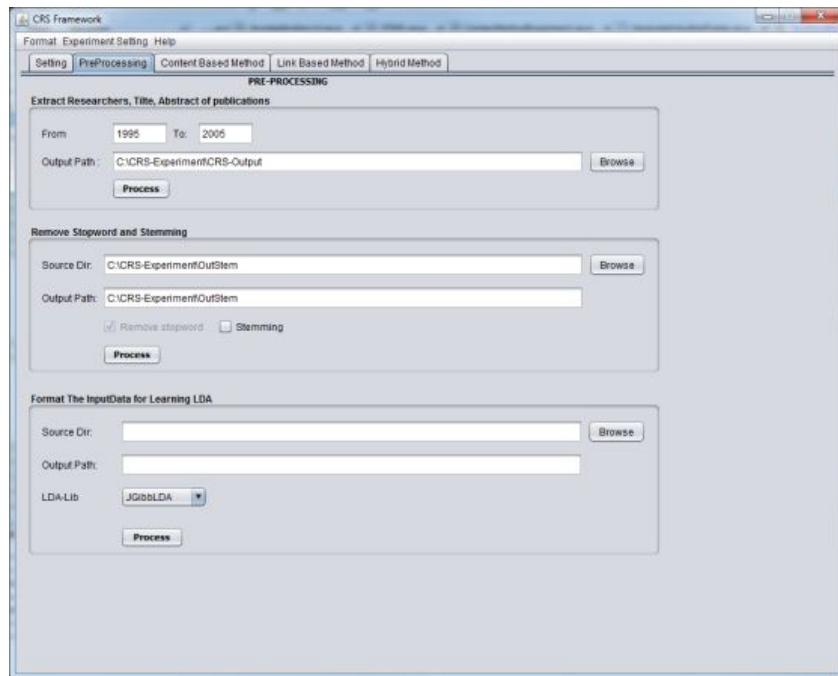 CRS Framework
Format Experiment Setting Help
Setting PreProcessing Content Based Method Link Based Method Hybrid Method
PRE-PROCESSING
Extract Researchers, Tilte, Abstract of publications
From 1995 To: 2005
Output Path : C:\CRS-Experiment\CRS-Output Browse
Process
Remove Stopword and Stemming
Source Dir: C:\CRS-Experiment\OutStem Browse
Output Path: C:\CRS-Experiment\OutStem
Remove stopword Stemming
Process
Format The InputData for Learning LDA
Source Dir: Browse
Output Path:
LDA-Lib JGibbLDA
Process